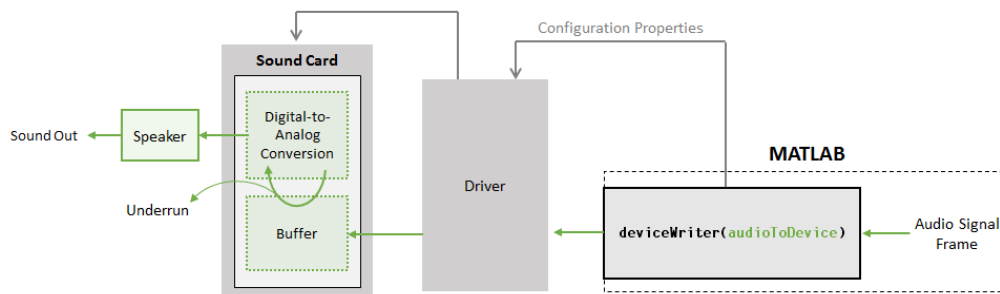 Configuration Properties
Sound Card
Digital-to-
Analog
Conversion
Sound Out
Speaker
MATLAB
Driver
Underrun
Buffer
deviceWriter(audioToDevice)
Audio Signal
Frame